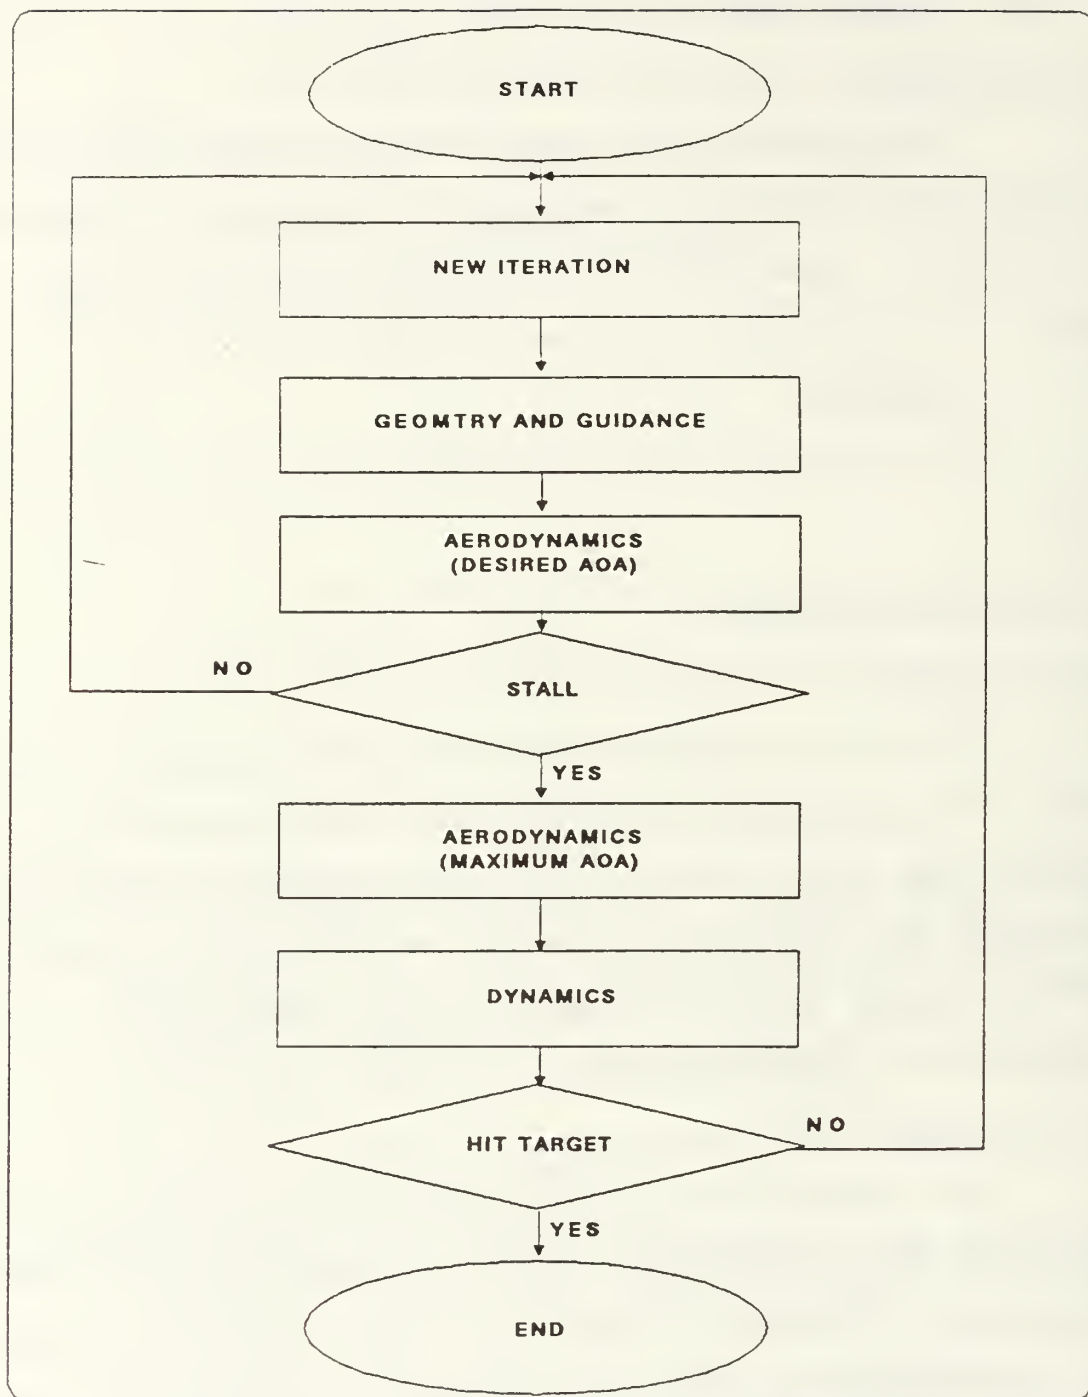 START
NEW ITERATION
GEOMTRY AND GUIDANCE
AERODYNAMICS
(DESIRED AOA)
NO
STALL
YES
AERODYNAMICS
(MAXIMUM AOA)
DYNAMICS
HIT TARGET
NO
YES
END